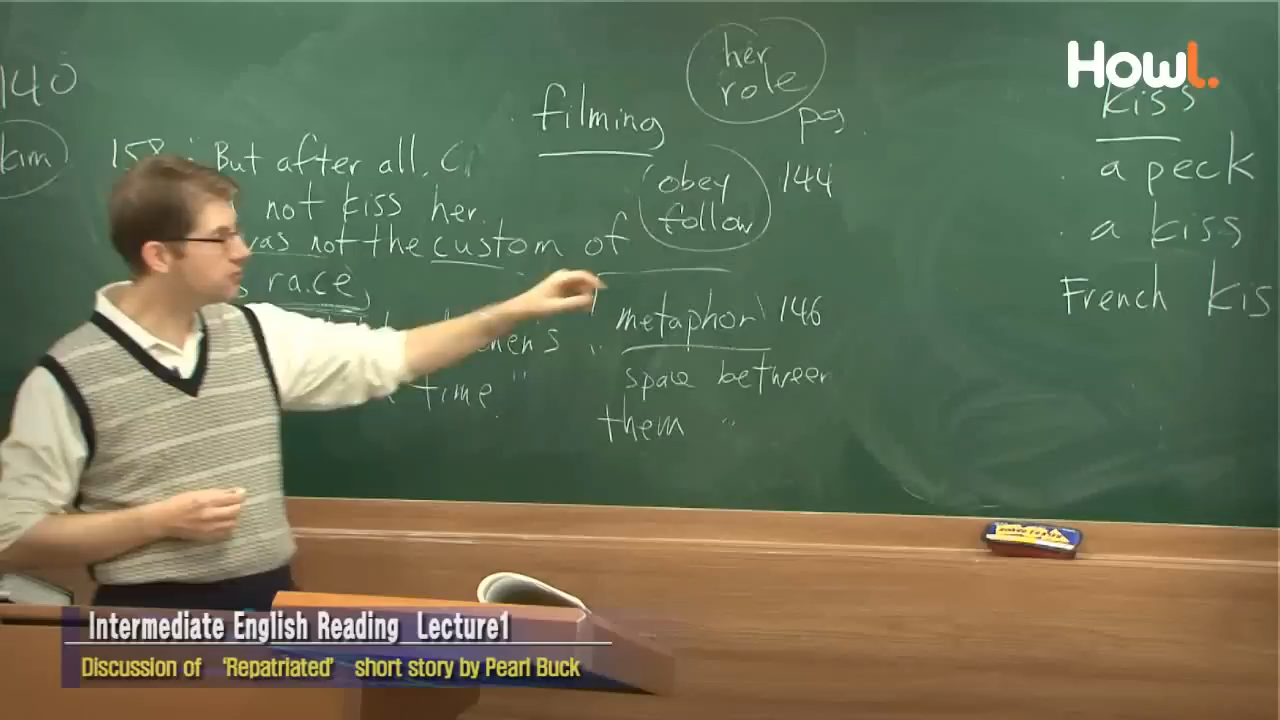 140
kim
158: But after all, C
not kiss her.
was not the custom of
race,
men's
time."
filming
her
role
pg.
obey
follow
144
metaphor 146
" space between
them "
Howl.
kiss
a peck
a kiss
French kis
Intermediate English Reading Lecture1
Discussion of 'Repatriated' short story by Pearl Buck